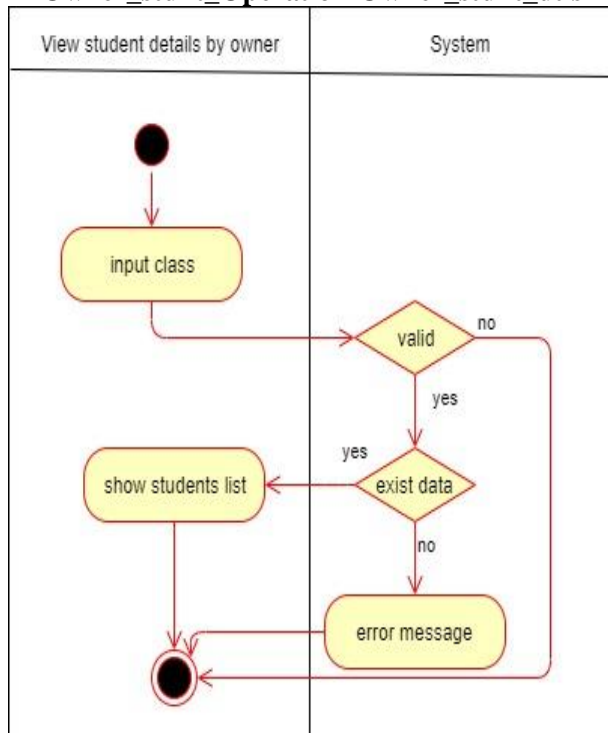 View student details by owner
System
input class
valid
no
yes
yes
show students list
exist data
no
error message